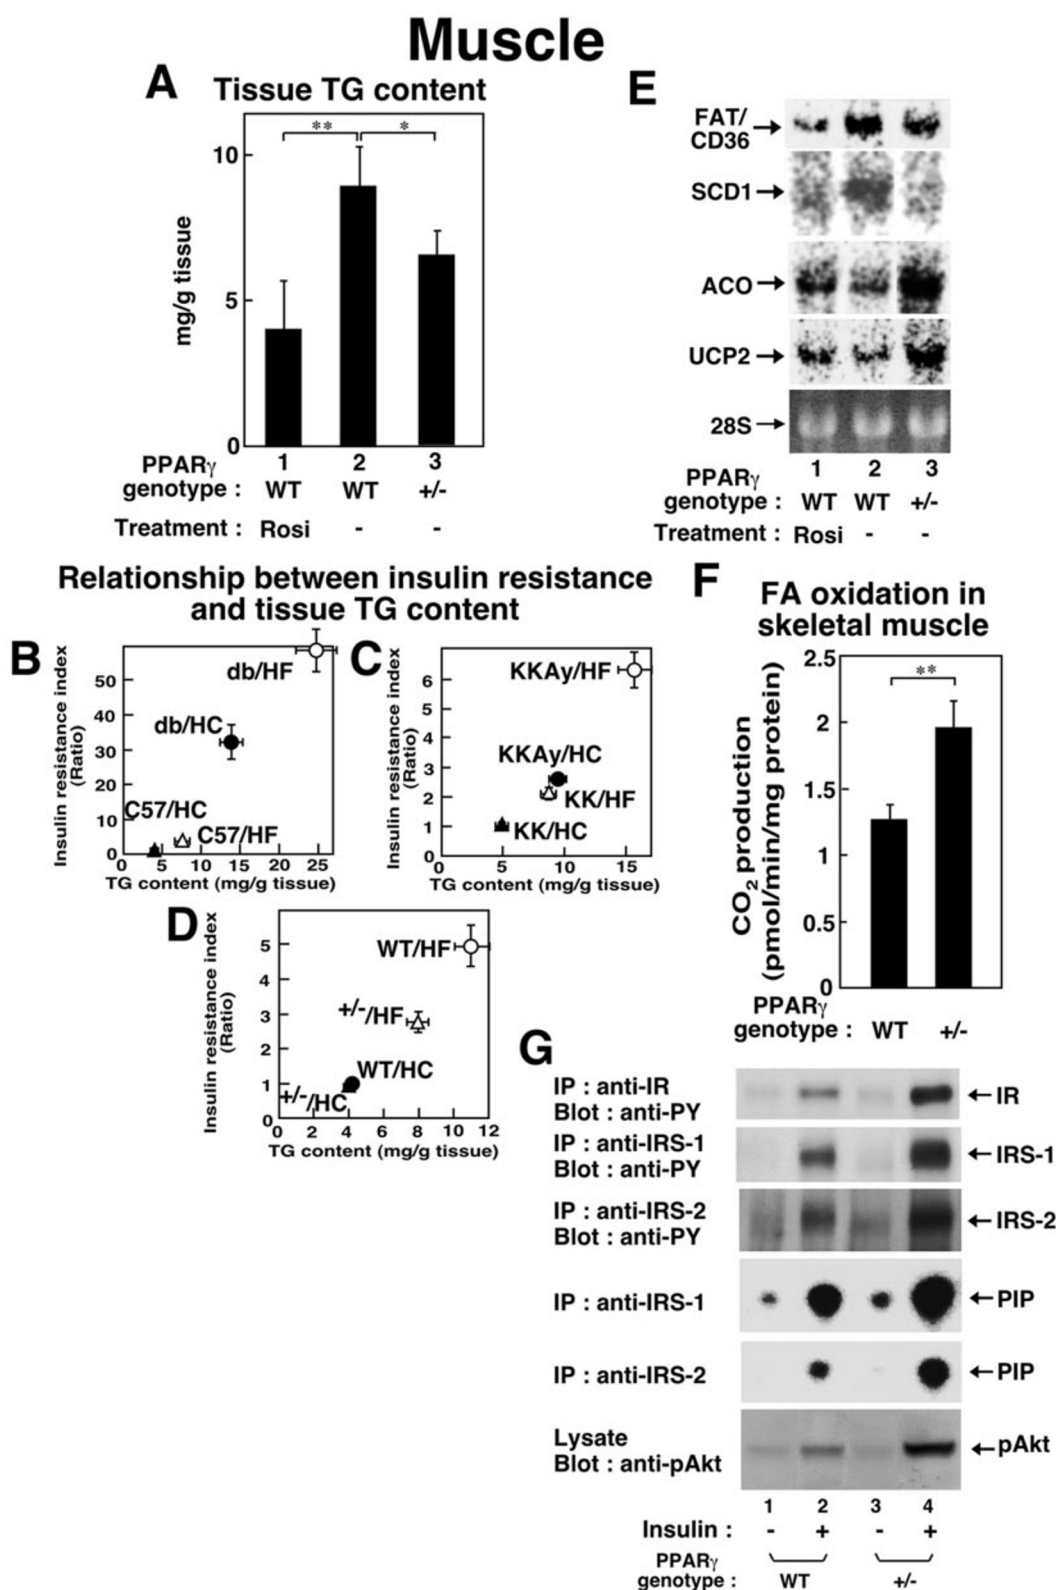 Muscle
A
Tissue TG content
** *
10
5
0
mg/g tissue
1 2 3
PPARγ
genotype : WT WT +/-
Treatment : Rosi - -
E
FAT/
CD36
SCD1
ACO
UCP2
28S
1 2 3
PPARγ
genotype : WT WT +/-
Treatment : Rosi - -
Relationship between insulin resistance
and tissue TG content
B
Insulin resistance index
(Ratio)
50
40
30
20
10
0
db/HF
db/HC
C57/HC
C57/HF
0 5 10 15 20 25
TG content (mg/g tissue)
C
Insulin resistance index
(Ratio)
6
5
4
3
2
1
0
KKAy/HF
KKAy/HC
KK/HF
KK/HC
0 5 10 15
TG content (mg/g tissue)
D
Insulin resistance index
(Ratio)
5
4
3
2
1
0
WT/HF
+/-/HF
WT/HC
+/-/HC
0 2 4 6 8 10 12
TG content (mg/g tissue)
F
FA oxidation in
skeletal muscle
**
2.5
2
1.5
1
0.5
0
CO2 production
(pmol/min/mg protein)
PPARγ
genotype : WT +/-
G
IP : anti-IR
Blot : anti-PY
IR
IP : anti-IRS-1
Blot : anti-PY
IRS-1
IP : anti-IRS-2
Blot : anti-PY
IRS-2
IP : anti-IRS-1
PIP
IP : anti-IRS-2
PIP
Lysate
Blot : anti-pAkt
pAkt
1 2 3 4
Insulin : - + - +
PPARγ
genotype : WT +/-